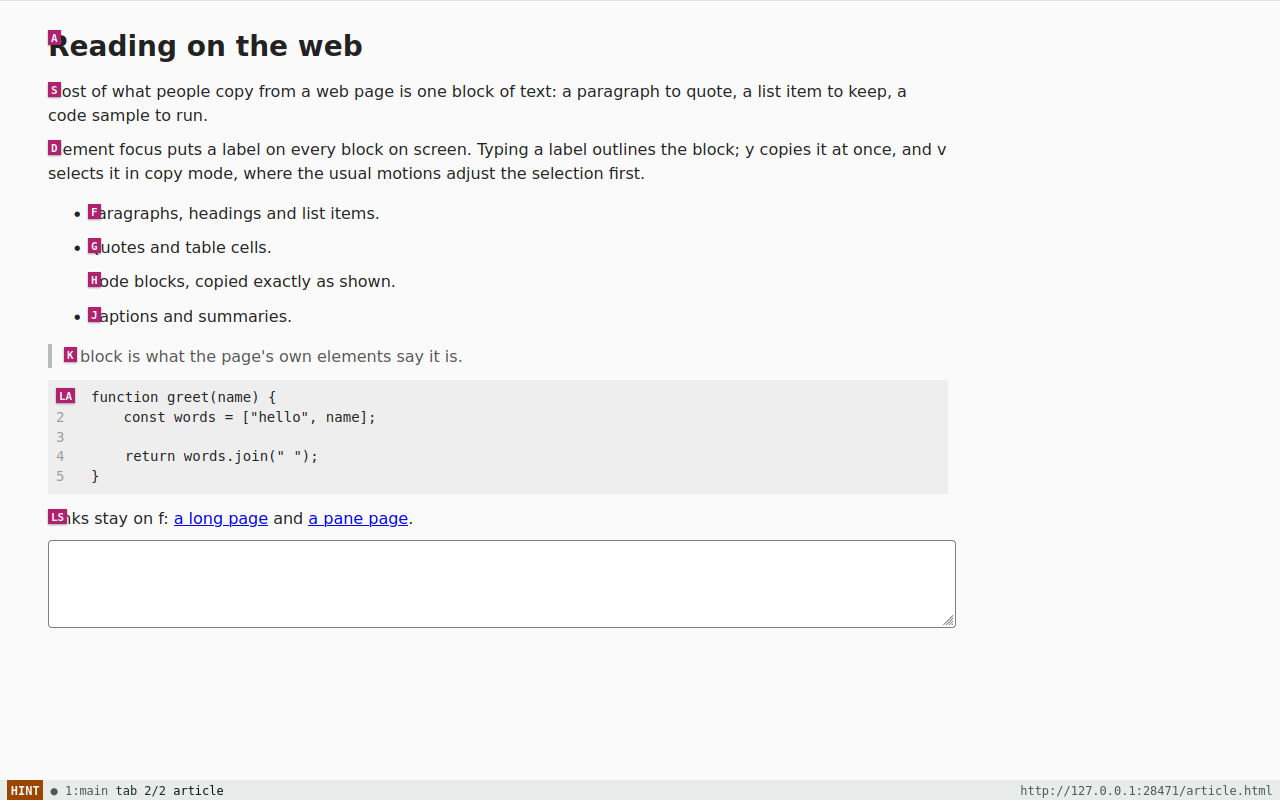 A Reading on the web
S ost of what people copy from a web page is one block of text: a paragraph to quote, a list item to keep, a
code sample to run.
D ement focus puts a label on every block on screen. Typing a label outlines the block; y copies it at once, and v
selects it in copy mode, where the usual motions adjust the selection first.
• F aragraphs, headings and list items.
• G uotes and table cells.
H ode blocks, copied exactly as shown.
• J aptions and summaries.
K block is what the page's own elements say it is.
LA function greet(name) {
2 const words = ["hello", name];
3
4 return words.join(" ");
5 }
LS nks stay on f: a long page and a pane page.
HINT ● 1:main tab 2/2 article http://127.0.0.1:28471/article.html